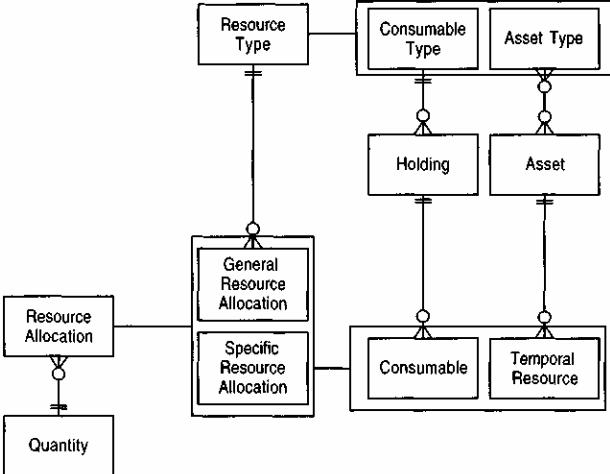 Resource
Type
Consumable
Type
Asset Type
Holding
Asset
General
Resource
Allocation
Resource
Allocation
Specific
Resource
Allocation
Consumable
Temporal
Resource
Quantity